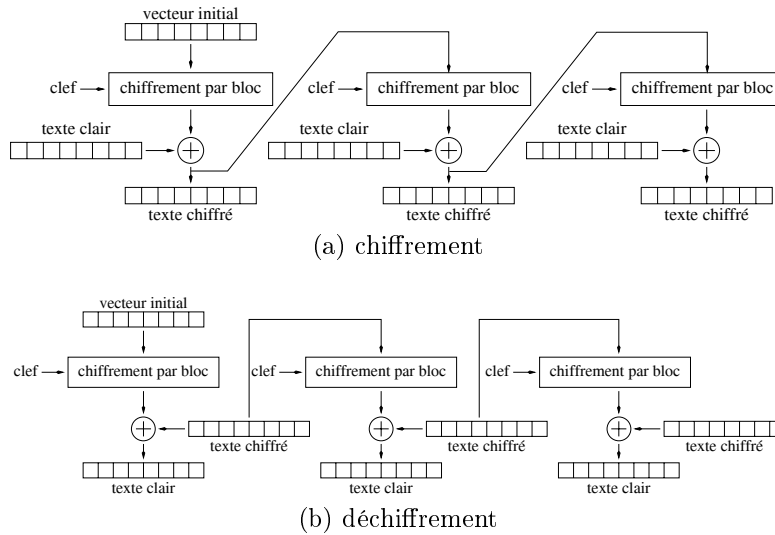 vecteur initial
clef
chiffrement par bloc
clef
chiffrement par bloc
clef
chiffrement par bloc
texte clair
texte clair
texte clair
texte chiffré
texte chiffré
texte chiffré
(a) chiffrement
vecteur initial
clef
chiffrement par bloc
clef
chiffrement par bloc
clef
chiffrement par bloc
texte chiffré
texte chiffré
texte chiffré
texte clair
texte clair
texte clair
(b) déchiffrement